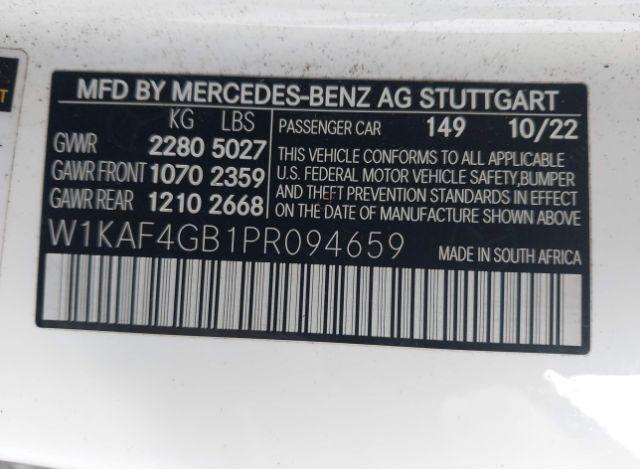 MFD BY MERCEDES-BENZ AG STUTTGART
KG LBS
GWWR 2280 5027
GAWR FRONT 1070 2359
GAWR REAR 1210 2668
PASSENGER CAR 149 10/22
THIS VEHICLE CONFORMS TO ALL APPLICABLE
U.S. FEDERAL MOTOR VEHICLE SAFETY,BUMPER
AND THEFT PREVENTION STANDARDS IN EFFECT
ON THE DATE OF MANUFACTURE SHOWN ABOVE.
W1KAF4GB1PR094659
MADE IN SOUTH AFRICA